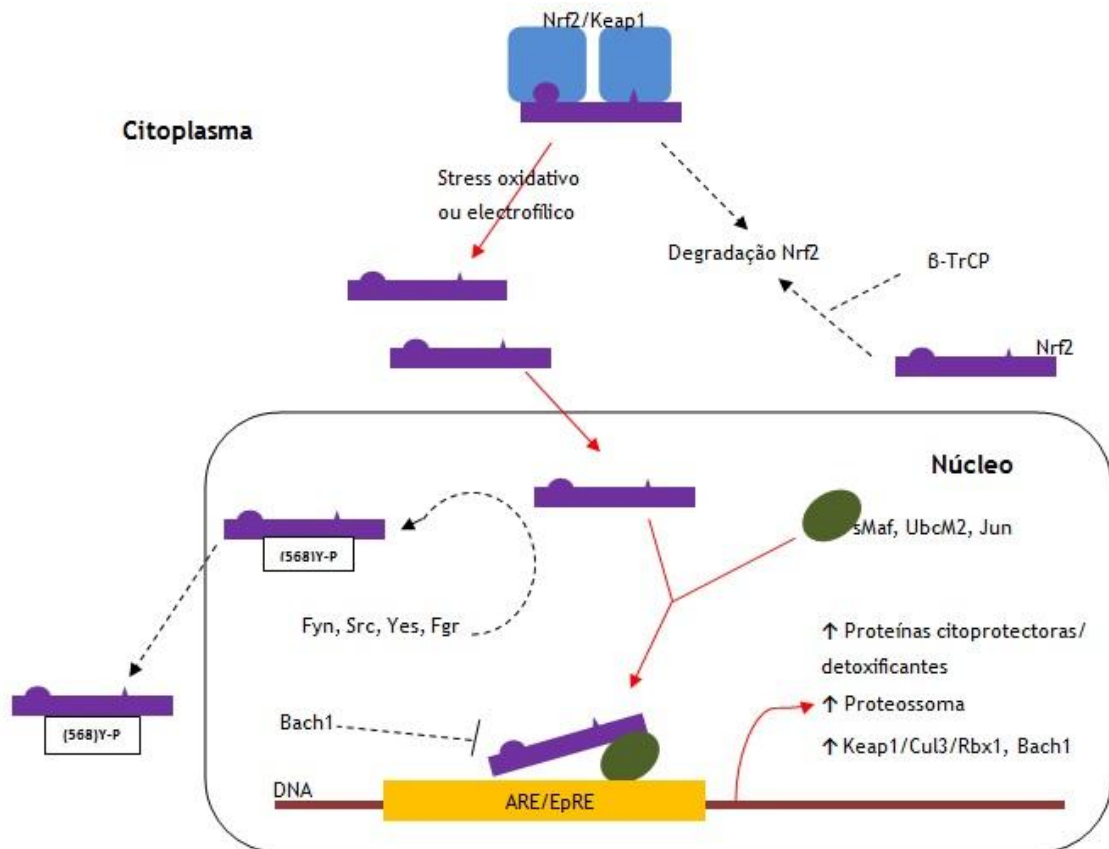 Nrf2/Keap1
Citoplasma
Stress oxidativo
ou electrofílico
Degradação Nrf2
β-TrCP
Nrf2
Núcleo
sMaf, UbcM2, Jun
(568)Y-P
Fyn, Src, Yes, Fgr
↑ Proteínas citoprotectoras/
detoxificantes
↑ Proteossoma
↑ Keap1/Cul3/Rbx1, Bach1
(568)Y-P
Bach1
DNA
ARE/EpRE